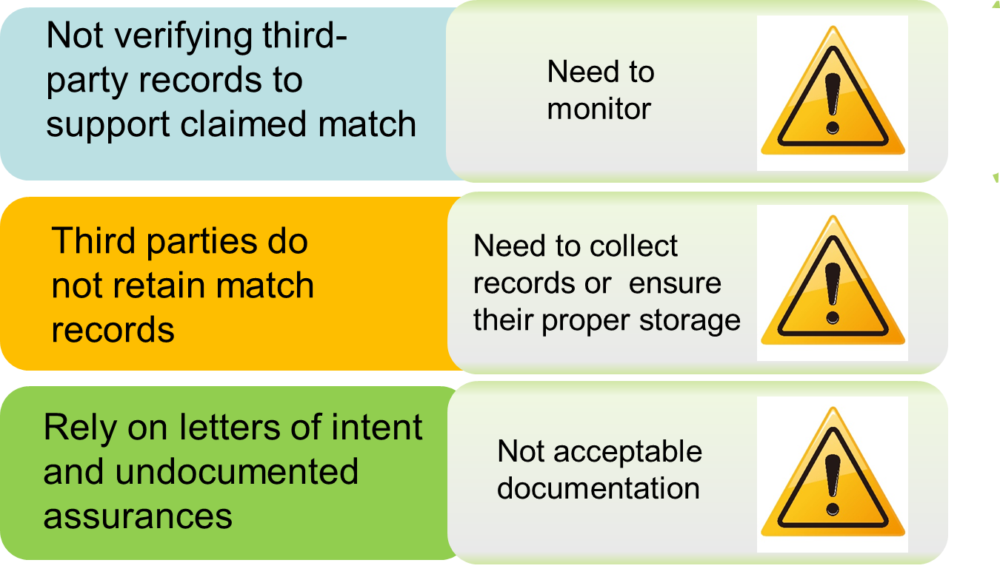 Not verifying third-
party records to
support claimed match
Need to
monitor
Third parties do
not retain match
records
Need to collect
records or  ensure
their proper storage
Rely on letters of intent
and undocumented
assurances
Not acceptable
documentation